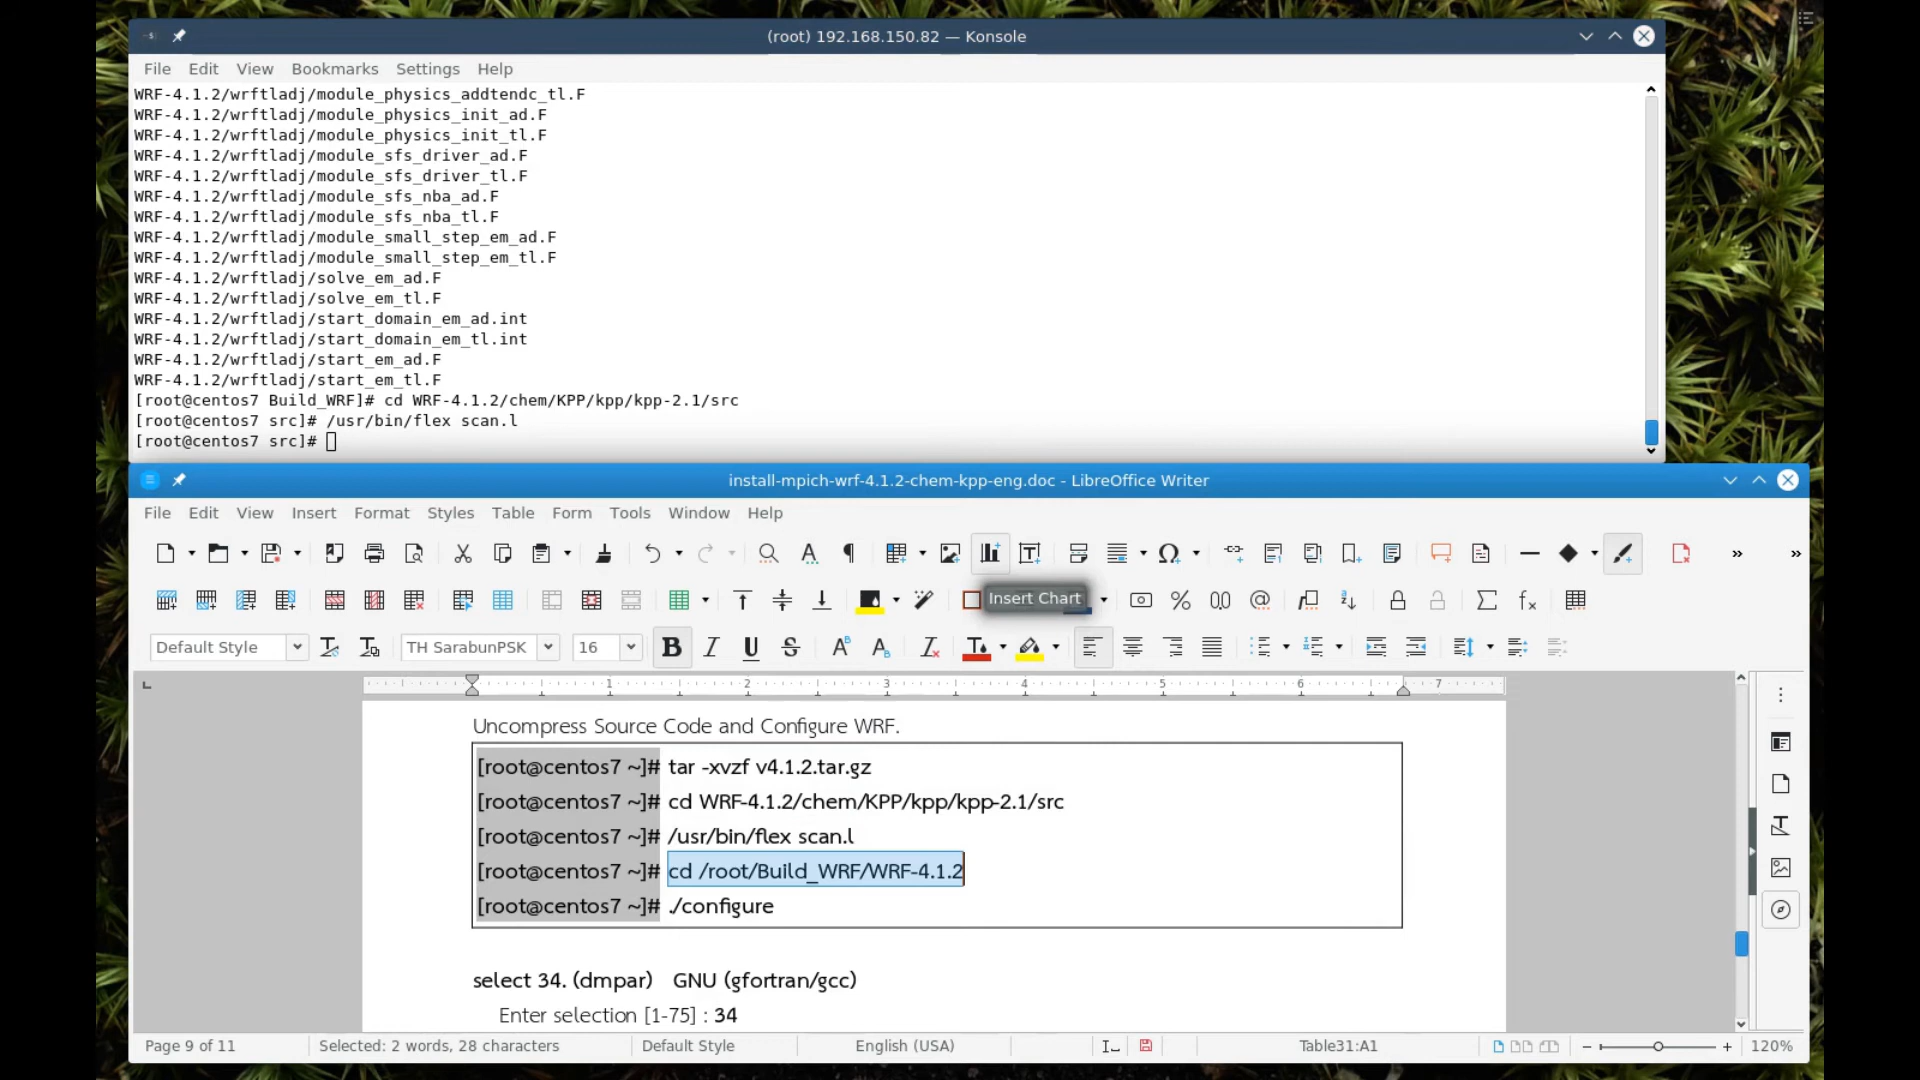 (root) 192.168.150.82 — Konsole
File Edit View Bookmarks Settings Help
WRF-4.1.2/wrftladj/module_physics_addtendc_tl.F
WRF-4.1.2/wrftladj/module_physics_init_ad.F
WRF-4.1.2/wrftladj/module_physics_init_tl.F
WRF-4.1.2/wrftladj/module_sfs_driver_ad.F
WRF-4.1.2/wrftladj/module_sfs_driver_tl.F
WRF-4.1.2/wrftladj/module_sfs_nba_ad.F
WRF-4.1.2/wrftladj/module_sfs_nba_tl.F
WRF-4.1.2/wrftladj/module_small_step_em_ad.F
WRF-4.1.2/wrftladj/module_small_step_em_tl.F
WRF-4.1.2/wrftladj/solve_em_ad.F
WRF-4.1.2/wrftladj/solve_em_tl.F
WRF-4.1.2/wrftladj/start_domain_em_ad.int
WRF-4.1.2/wrftladj/start_domain_em_tl.int
WRF-4.1.2/wrftladj/start_em_ad.F
WRF-4.1.2/wrftladj/start_em_tl.F
[root@centos7 Build_WRF]# cd WRF-4.1.2/chem/KPP/kpp/kpp-2.1/src
[root@centos7 src]# /usr/bin/flex scan.l
[root@centos7 src]#
install-mpich-wrf-4.1.2-chem-kpp-eng.doc - LibreOffice Writer
File Edit View Insert Format Styles Table Form Tools Window Help
Insert Chart
Default Style TH SarabunPSK 16
1 2 3 4 5 6 7
Uncompress Source Code and Configure WRF.
[root@centos7 ~]# tar -xvzf v4.1.2.tar.gz
[root@centos7 ~]# cd WRF-4.1.2/chem/KPP/kpp/kpp-2.1/src
[root@centos7 ~]# /usr/bin/flex scan.l
[root@centos7 ~]# cd /root/Build_WRF/WRF-4.1.2
[root@centos7 ~]# ./configure
select 34. (dmpar) GNU (gfortran/gcc)
Enter selection [1-75] : 34
Page 9 of 11 Selected: 2 words, 28 characters Default Style English (USA) Table31:A1 120%